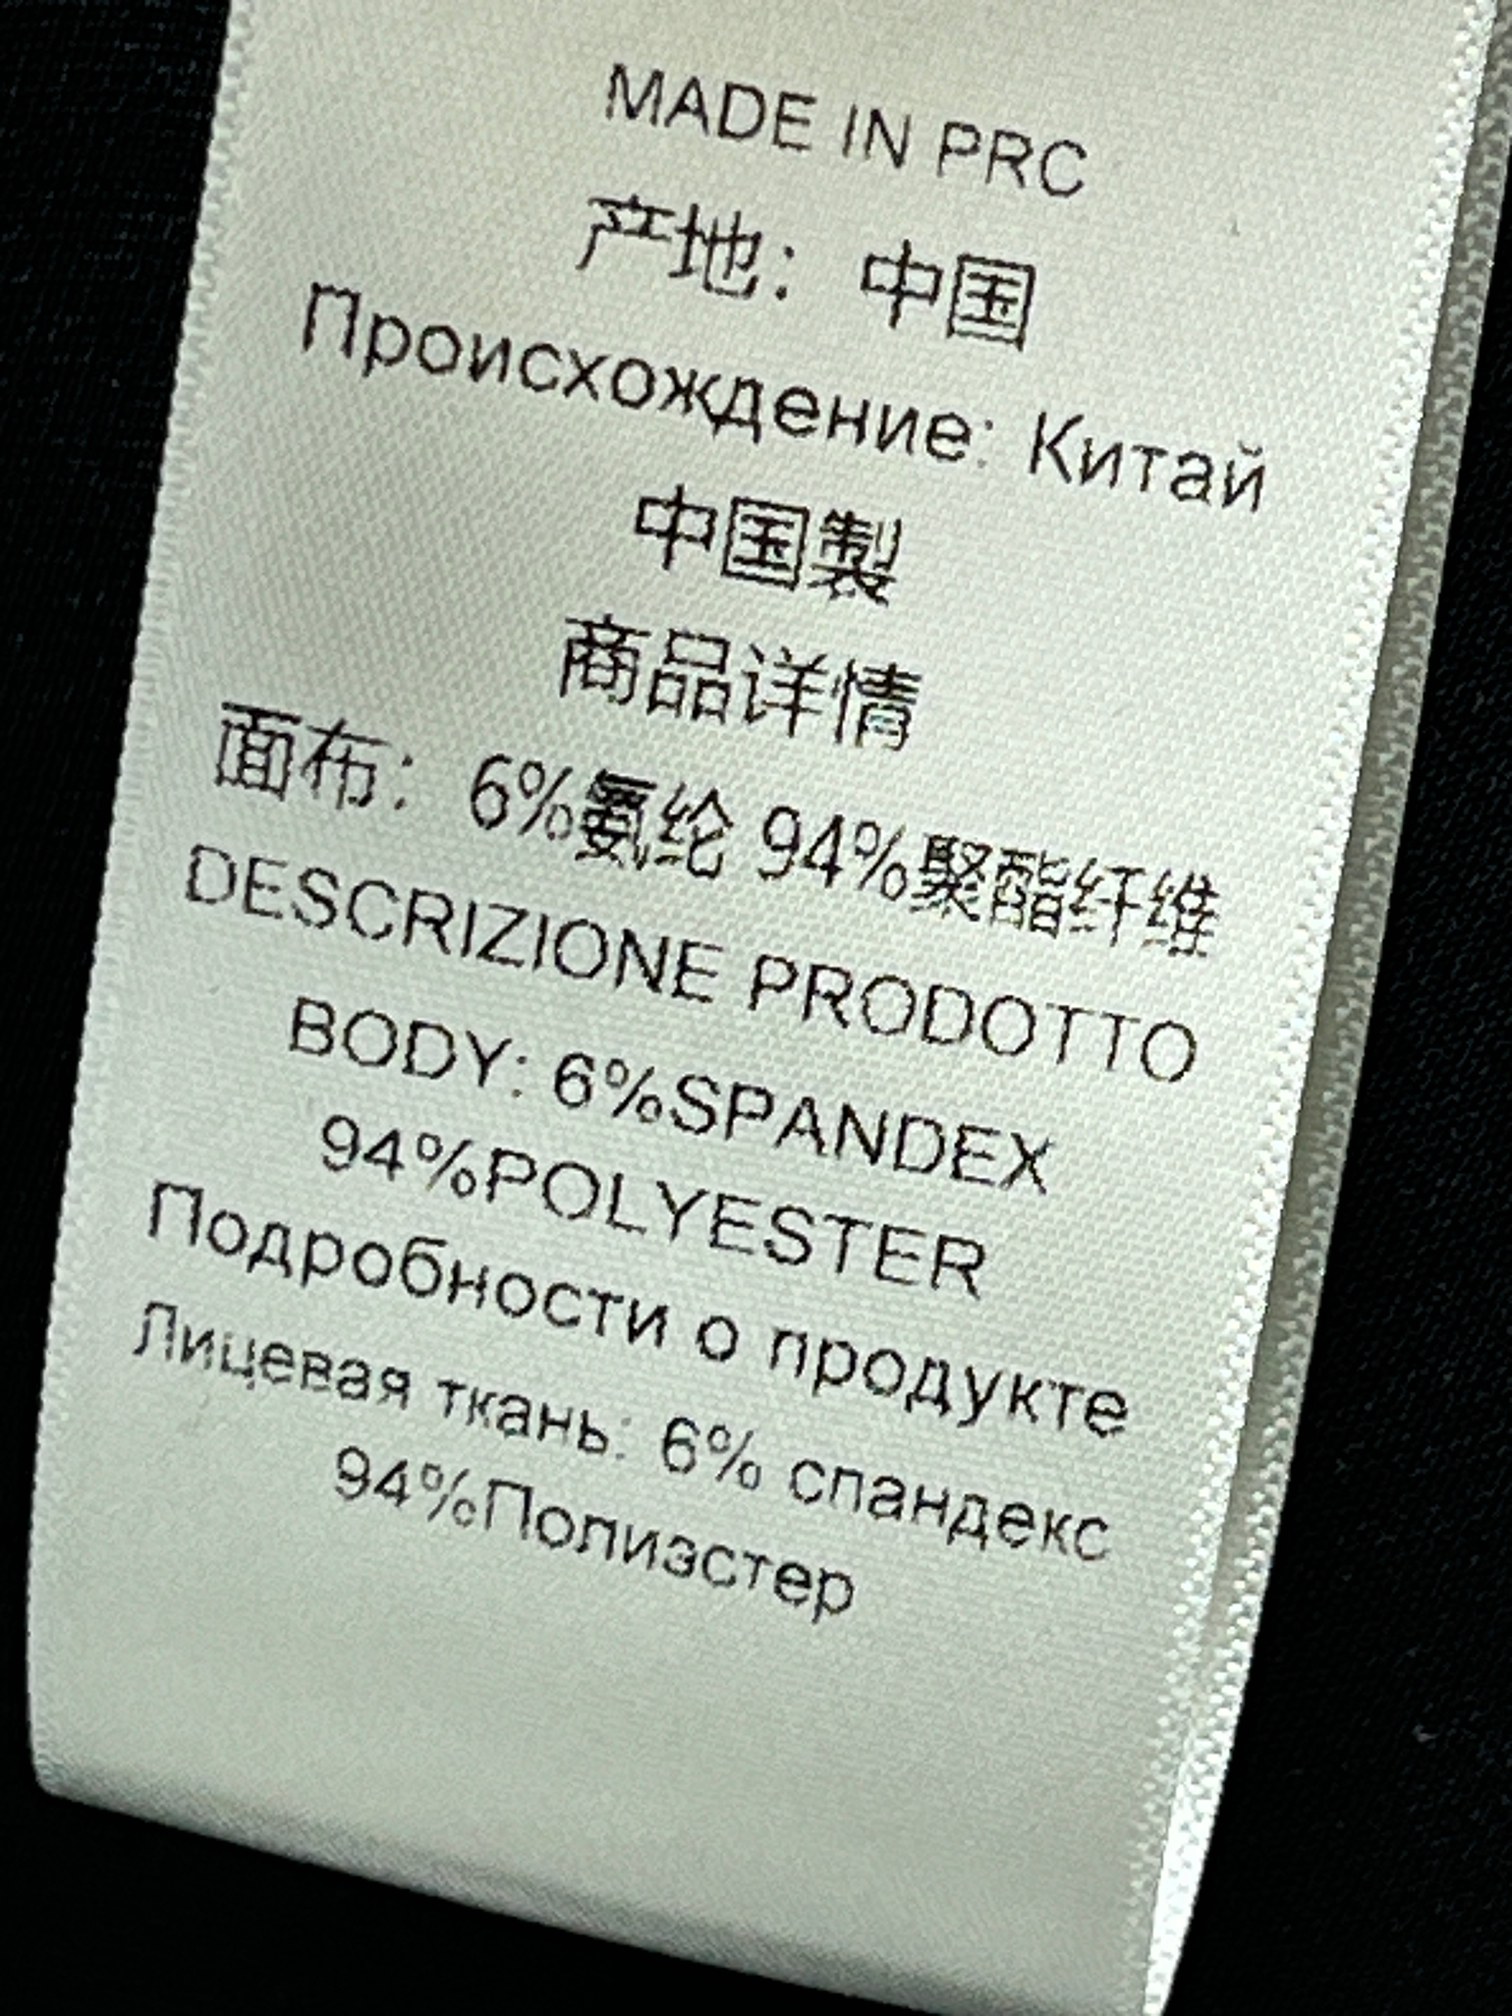 MADE IN PRC
产地：中国
Происхождение: Китай
中国製
商品详情
面布：6%氨纶 94%聚酯纤维
DESCRIZIONE PRODOTTO
BODY: 6%SPANDEX
94%POLYESTER
Подробности о продукте
Лицевая ткань: 6% спандекс
94%Полиэстер